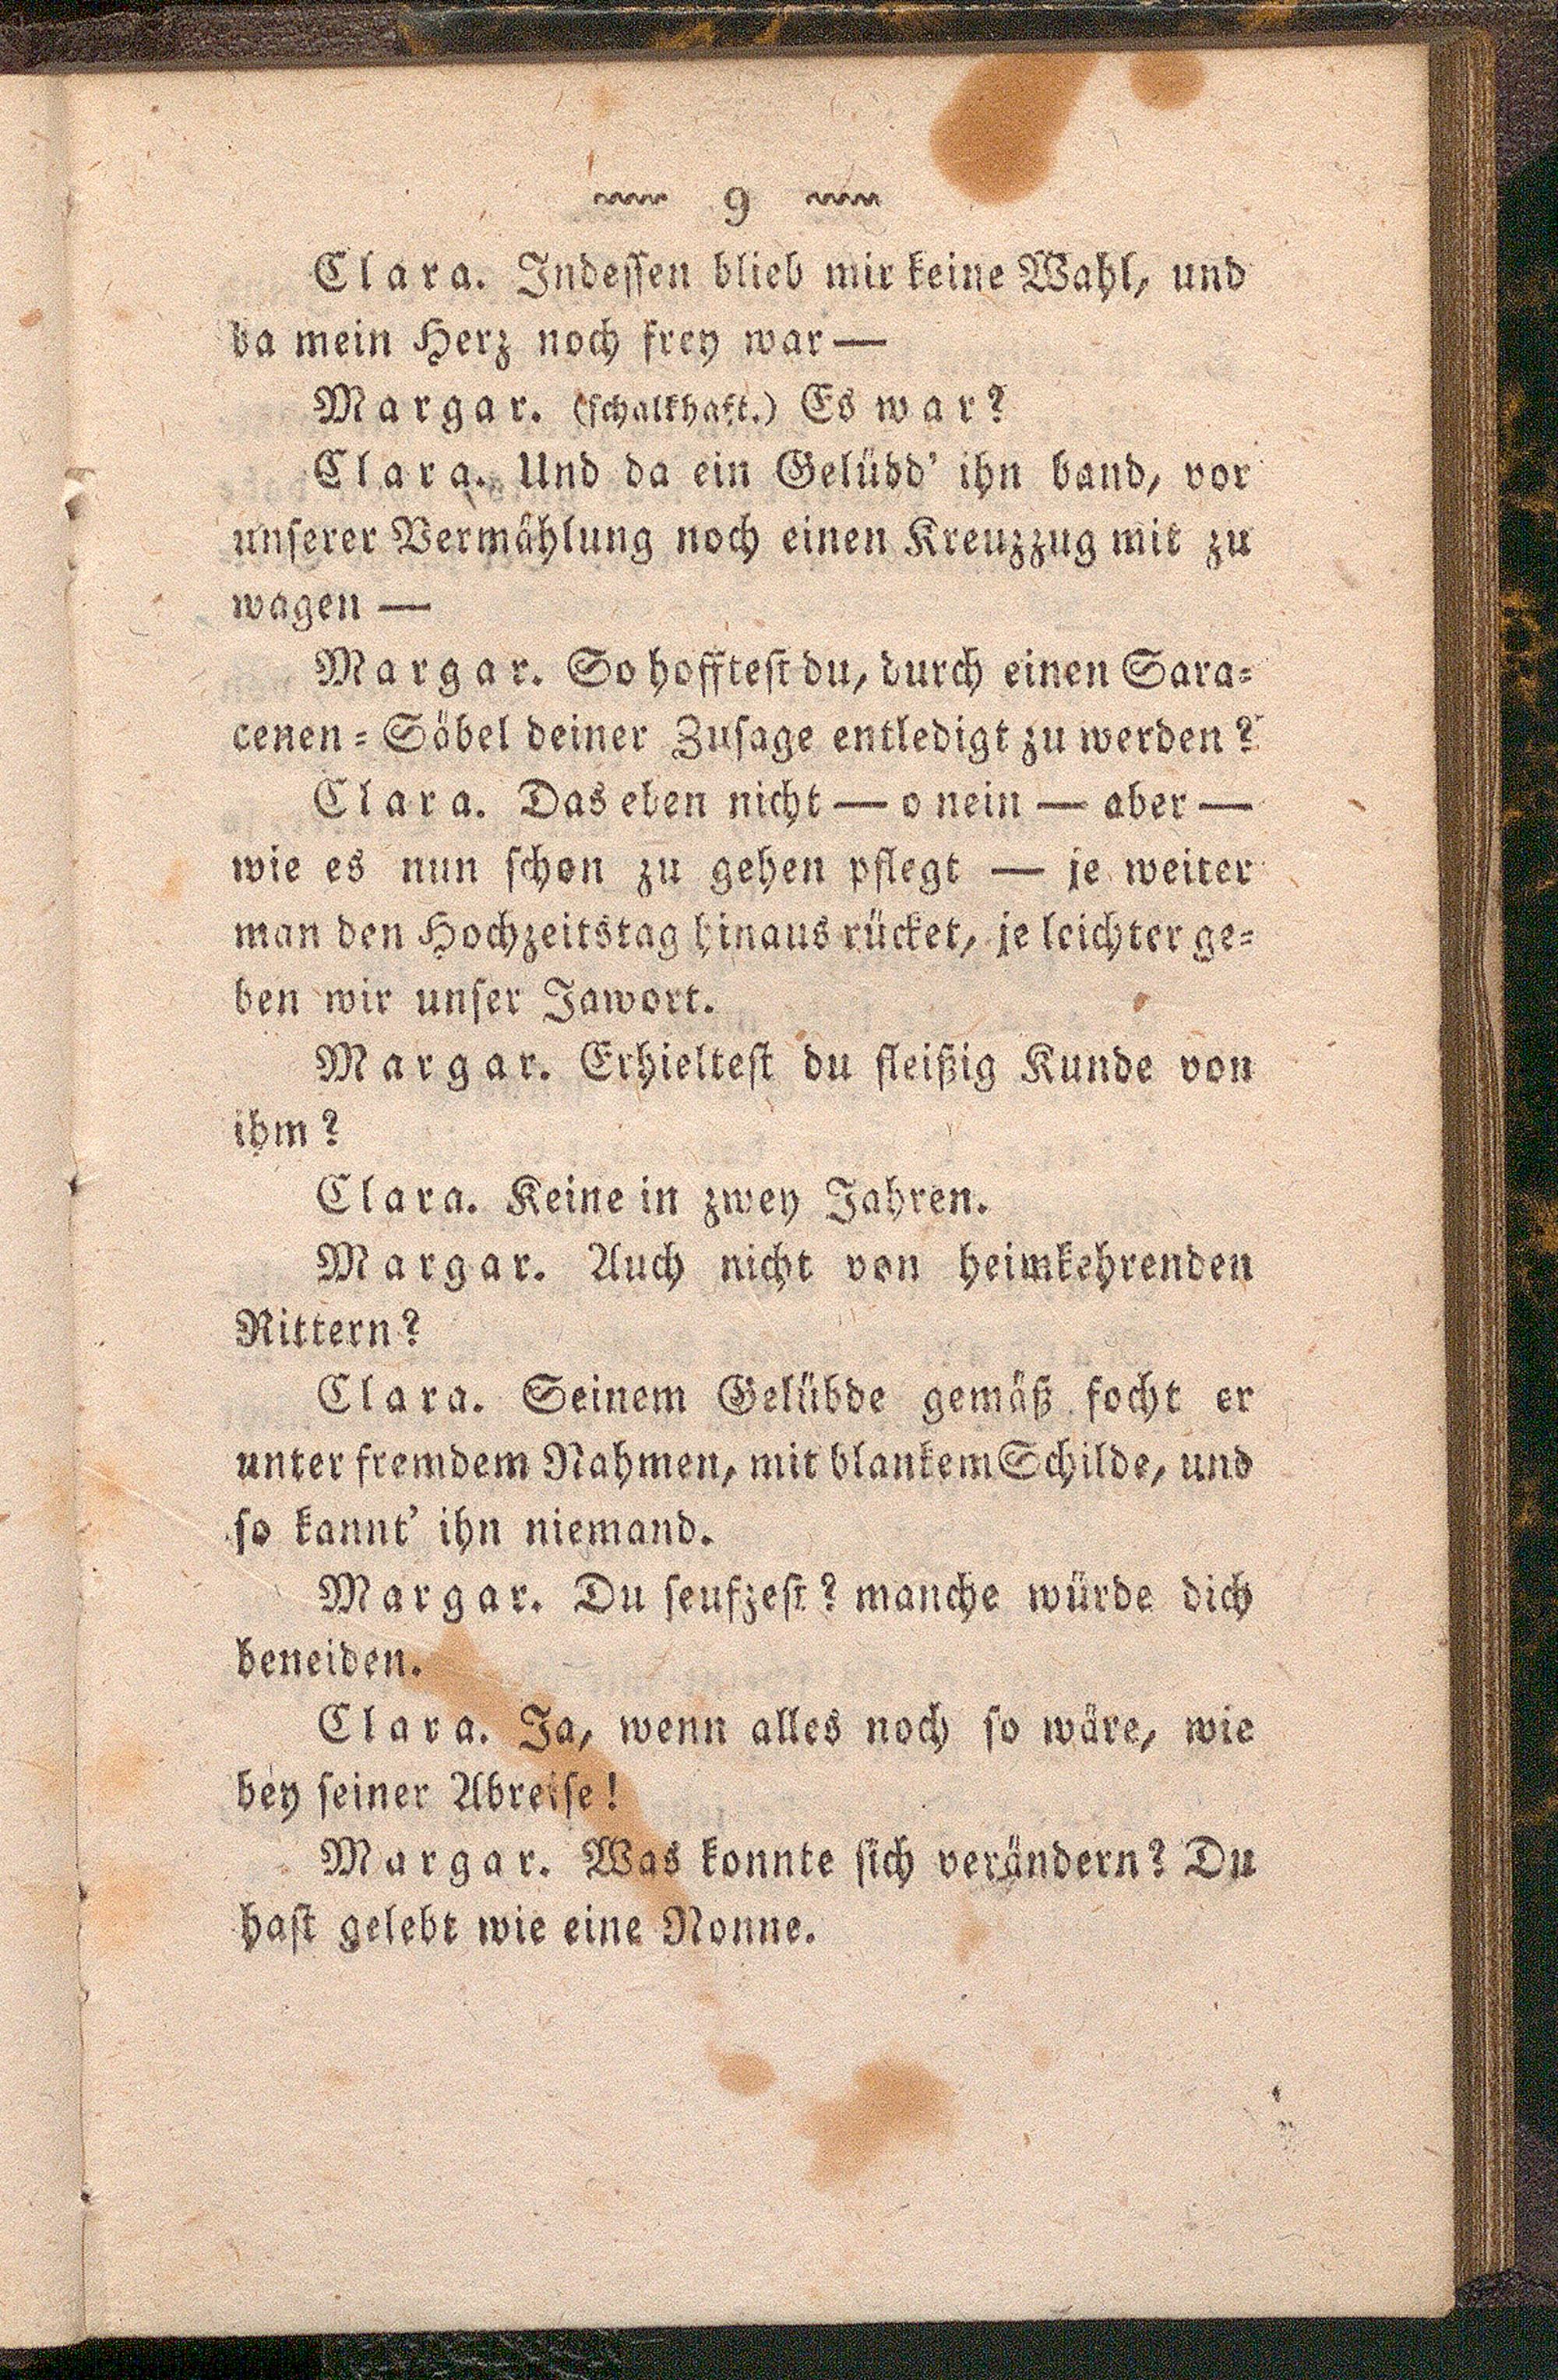 9
Clara. Indessen blieb mir keine Wahl, und
da mein Herz noch frey war —
Margar. (schalkhaft.) Es war?
Clara. Und da ein Gelübd' ihn band, vor
unserer Vermählung noch einen Kreuzzug mit zu
wagen —
Margar. So hofftest du, durch einen Sara-
cenen-Säbel deiner Zusage entledigt zu werden?
Clara. Das eben nicht — o nein — aber —
wie es nun schon zu gehen pflegt — je weiter
man den Hochzeitstag hinaus rücket, je leichter ge-
ben wir unser Jawort.
Margar. Erhieltest du fleißig Kunde von
ihm?
Clara. Keine in zwey Jahren.
Margar. Auch nicht von heimkehrenden
Rittern?
Clara. Seinem Gelübde gemäß focht er
unter fremdem Nahmen, mit blankem Schilde, und
so kannt' ihn niemand.
Margar. Du seufzest? manche würde dich
beneiden.
Clara. Ja, wenn alles noch so wäre, wie
bey seiner Abreise!
Margar. Was konnte sich verändern? Du
hast gelebt wie eine Nonne.